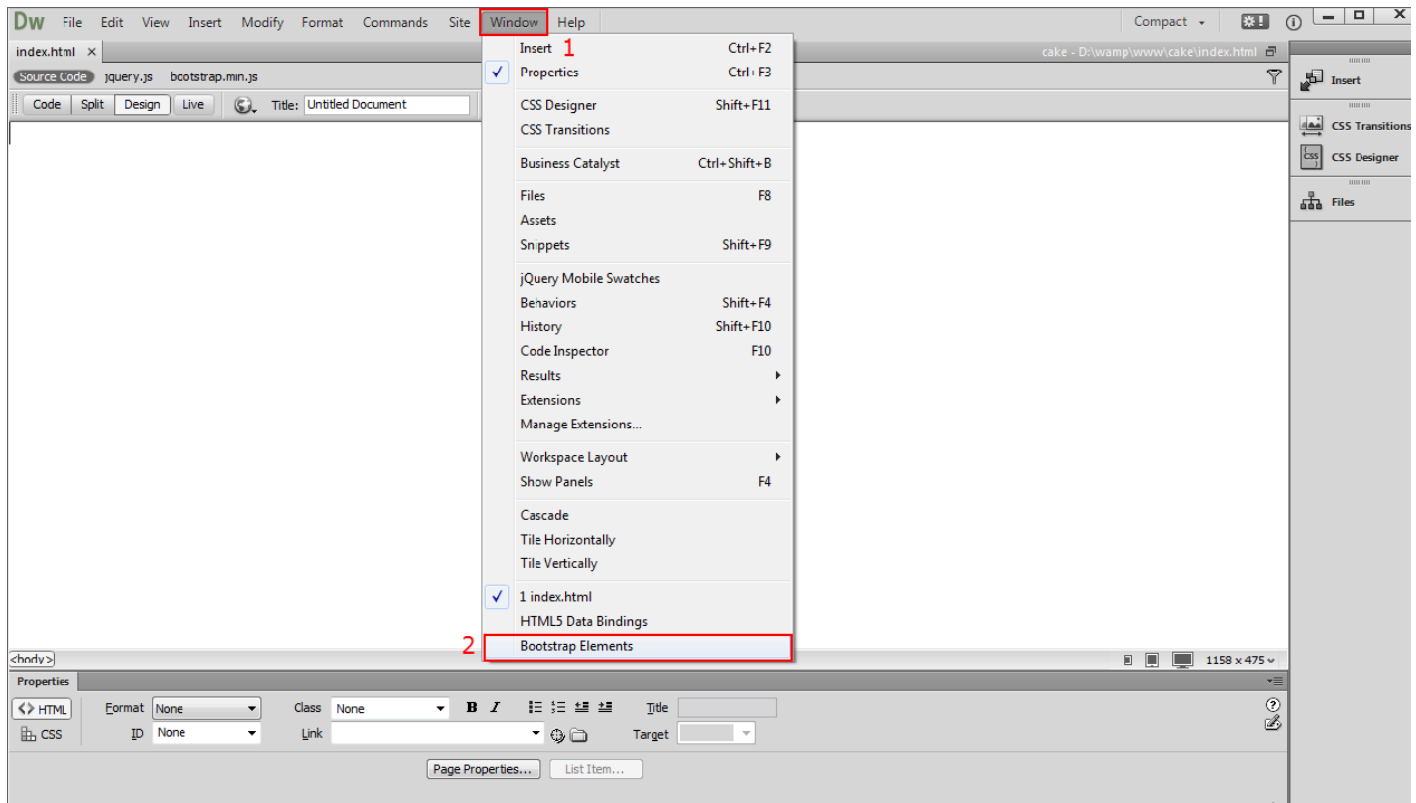 Dw File Edit View Insert Modify Format Commands Site Window Help Compact
index.html × cake - D:\wamp\www\cake\index.html
Source Code jquery.js bootstrap.min.js
Code Split Design Live Title: Untitled Document
1
Insert Ctrl+F2
Properties Ctrl+F3
CSS Designer Shift+F11
CSS Transitions
Business Catalyst Ctrl+Shift+B
Files F8
Assets
Snippets Shift+F9
jQuery Mobile Swatches
Behaviors Shift+F4
History Shift+F10
Code Inspector F10
Results
Extensions
Manage Extensions...
Workspace Layout
Show Panels F4
Cascade
Tile Horizontally
Tile Vertically
1 index.html
HTML5 Data Bindings
2 Bootstrap Elements
Insert
CSS Transitions
CSS Designer
Files
<body> 1158 x 475
Properties
<> HTML Format None Class None B I Title
CSS ID None Link Target
Page Properties... List Item...